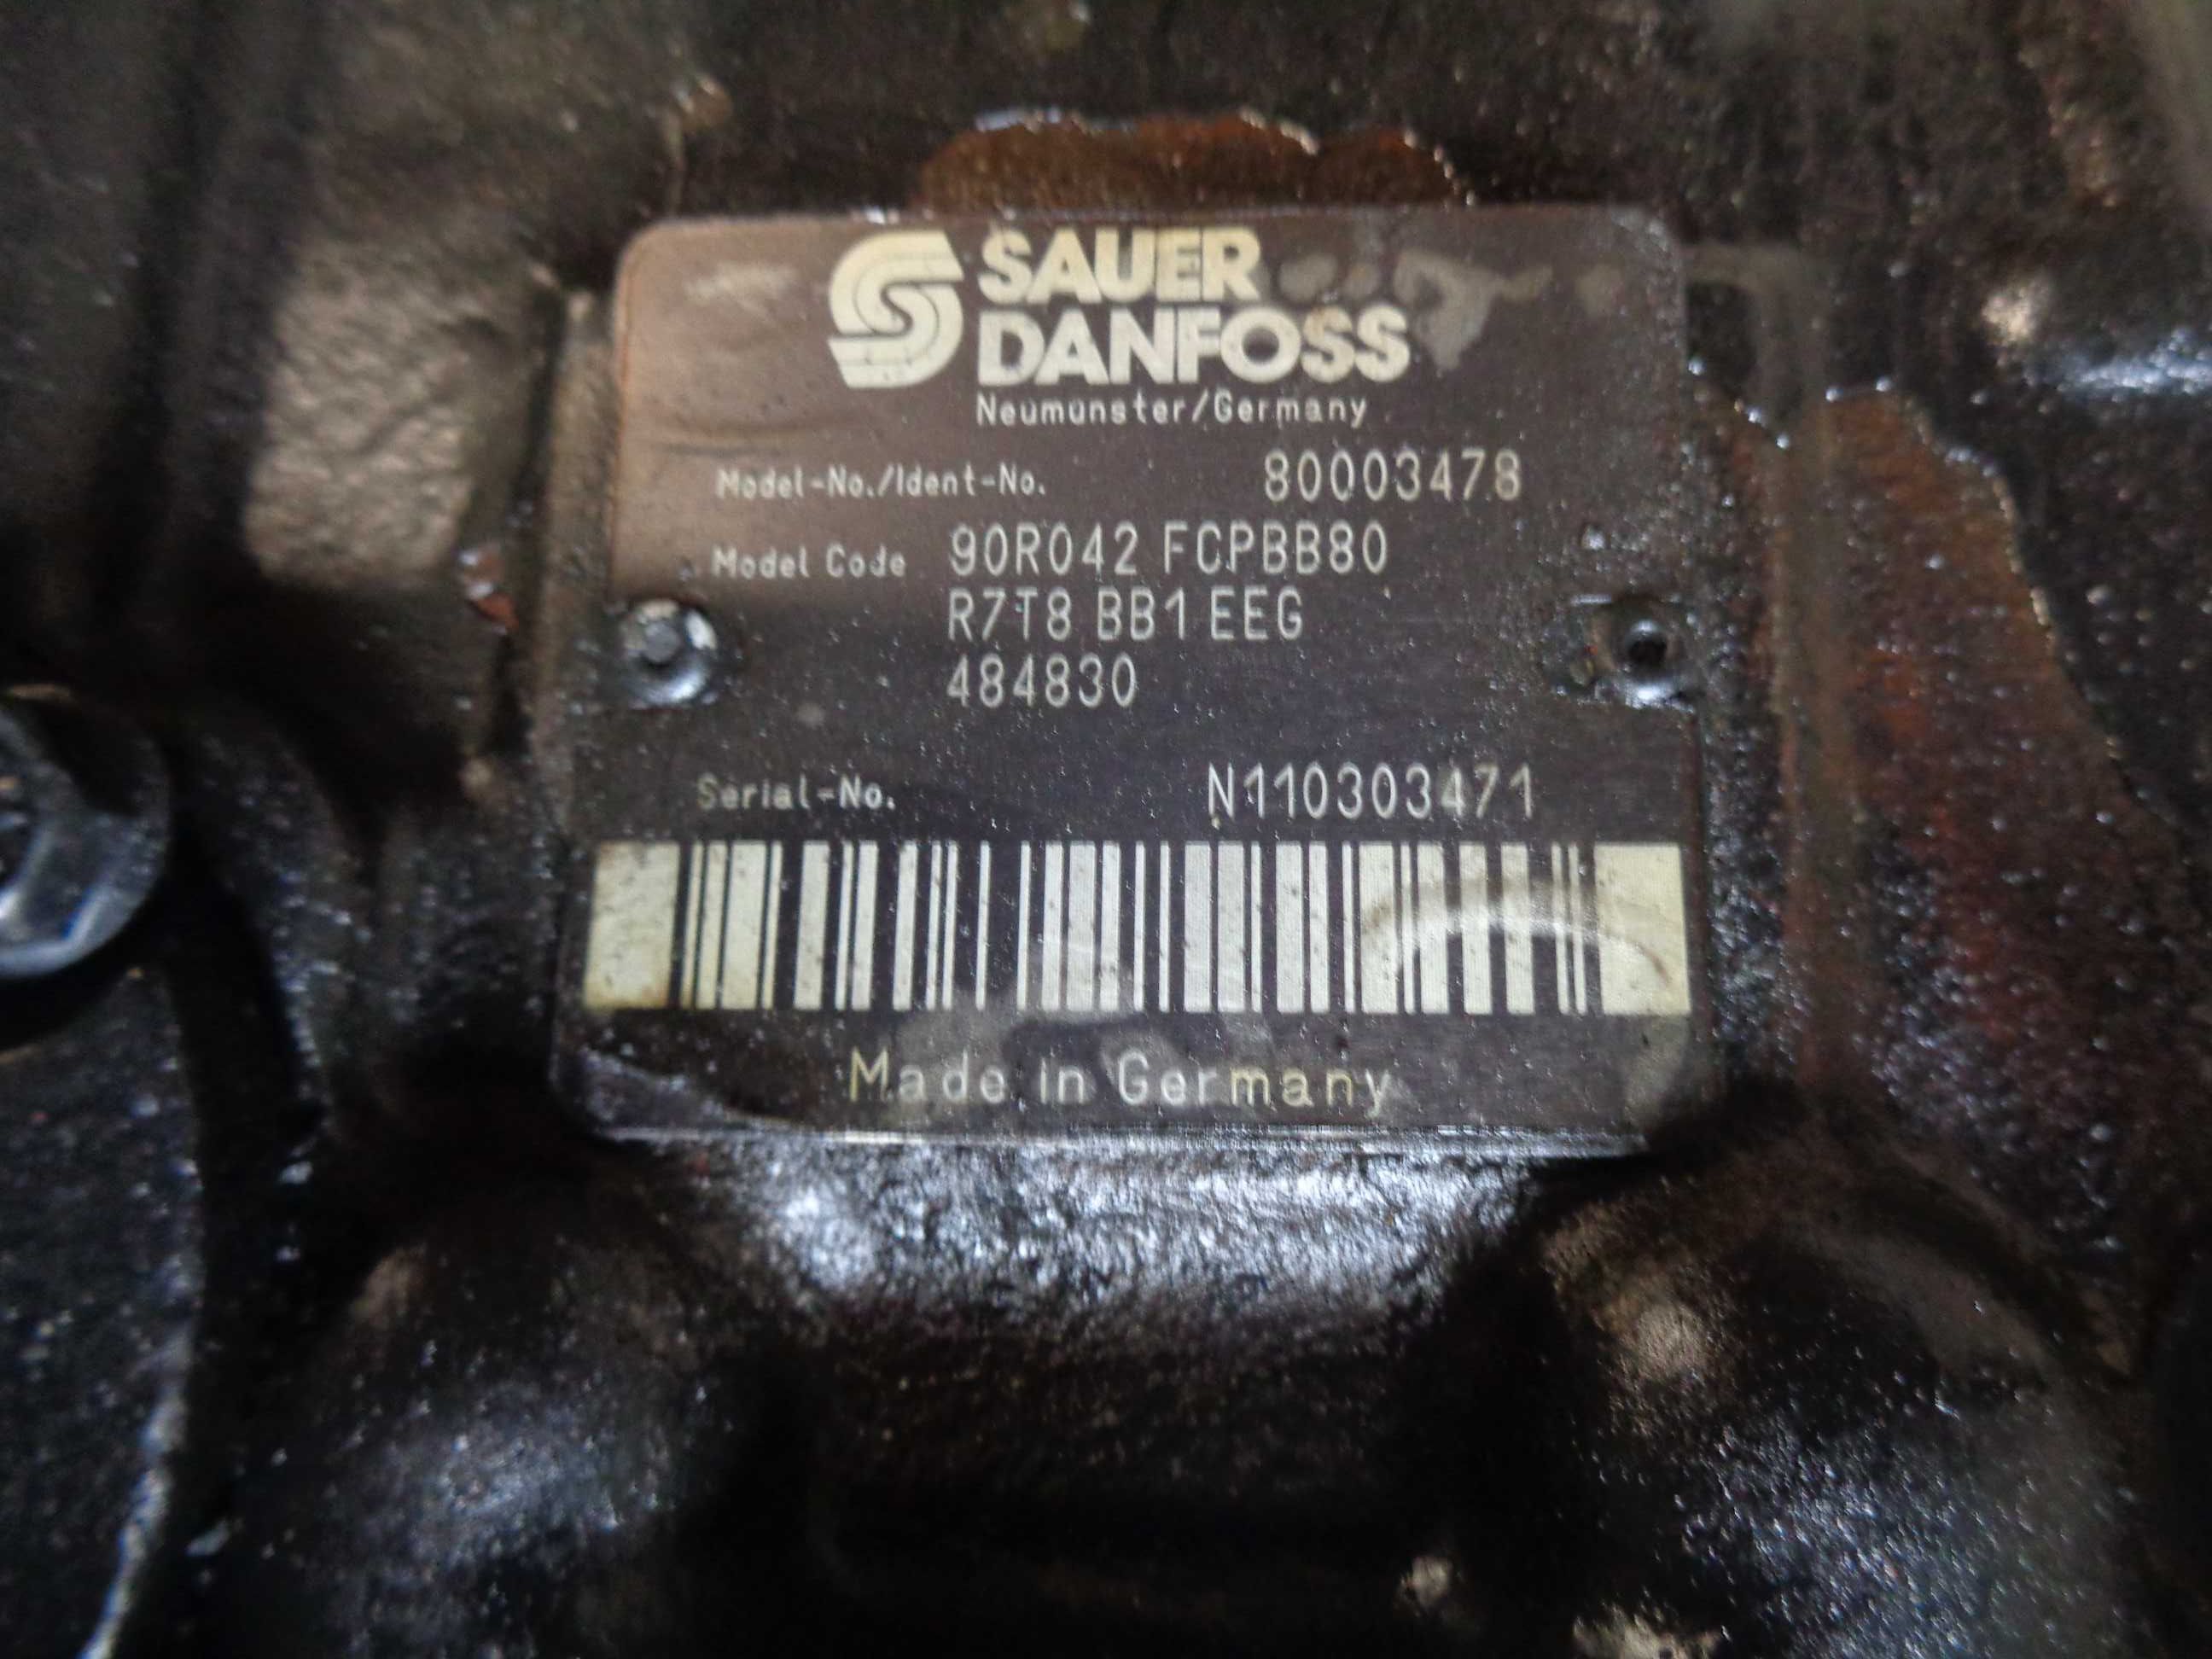 SAUER
DANFOSS
Neumünster/Germany
Model-No./Ident-No. 80003478
Model Code 90R042 FCPBB80
R7T8 BB1 EEG
484830
Serial-No. N110303471
Made in Germany